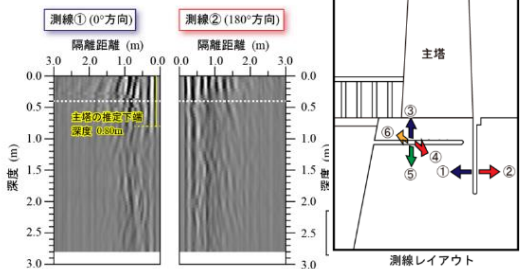 測線① (0°方向)
隔離距離 (m)
3.0 2.0 1.0 0.0
0.0
0.5
1.0
1.5
2.0
2.5
3.0
深度 (m)
主塔の推定下端
深度 0.80m
測線② (180°方向)
隔離距離 (m)
0.0 1.0 2.0 3.0
0.0
0.5
1.0
1.5
2.0
2.5
3.0
深度 (m)
主塔
③
⑥
④
⑤
①
②
測線レイアウト